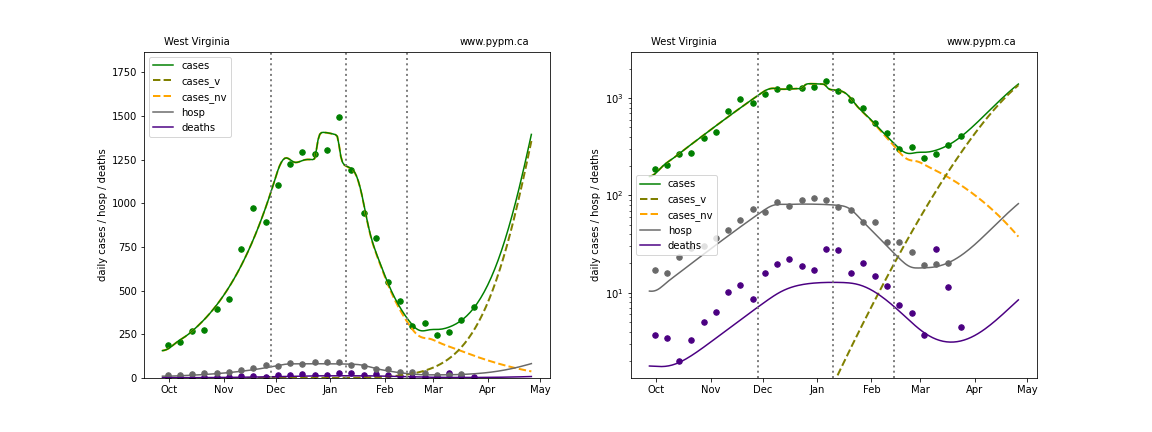 West Virginia www.pypm.ca
daily cases / hosp / deaths
1750
1500
1250
1000
750
500
250
0
cases
cases_v
cases_nv
hosp
deaths
Oct Nov Dec Jan Feb Mar Apr May
West Virginia www.pypm.ca
daily cases / hosp / deaths
10³
10²
10¹
cases
cases_v
cases_nv
hosp
deaths
Oct Nov Dec Jan Feb Mar Apr May